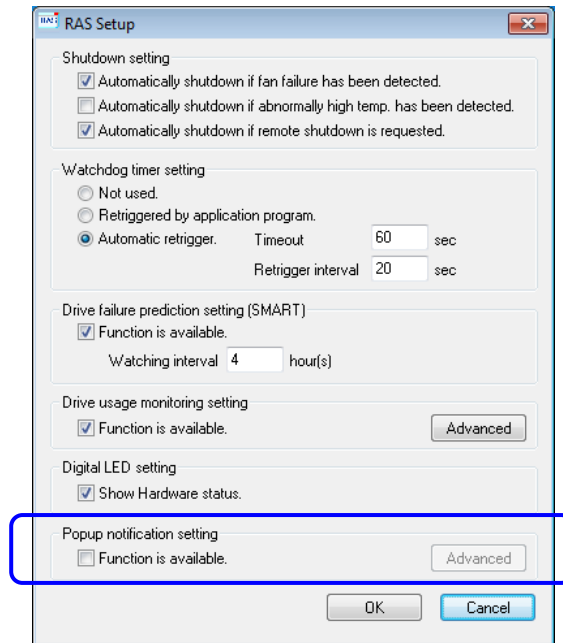 RAS Setup
Shutdown setting
Automatically shutdown if fan failure has been detected.
Automatically shutdown if abnormally high temp. has been detected.
Automatically shutdown if remote shutdown is requested.
Watchdog timer setting
Not used.
Retriggered by application program.
Automatic retrigger. Timeout 60 sec
Retrigger interval 20 sec
Drive failure prediction setting (SMART)
Function is available.
Watching interval 4 hour(s)
Drive usage monitoring setting
Function is available. Advanced
Digital LED setting
Show Hardware status.
Popup notification setting
Function is available. Advanced
OK Cancel